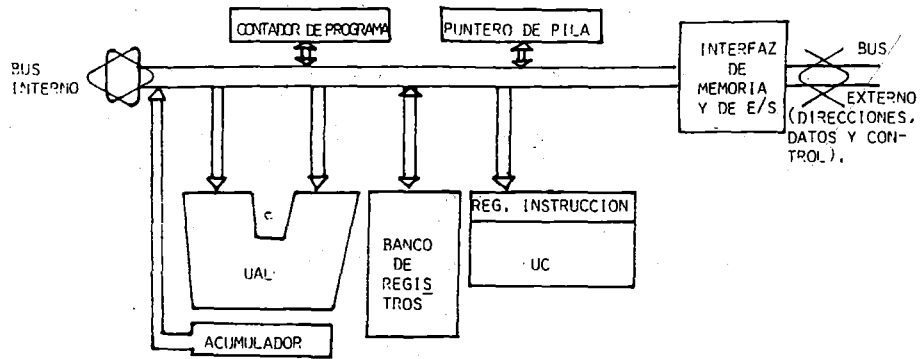 CONTADOR DE PROGRAMA
PUNTERO DE PILA
BUS
INTERNO
INTERFAZ
DE
MEMORIA
Y DE E/S
BUS
EXTERNO
(DIRECCIONES,
DATOS Y CON-
TROL).
c
UAL
BANCO
DE
REGIS
TROS
REG. INSTRUCCION
UC
ACUMULADOR